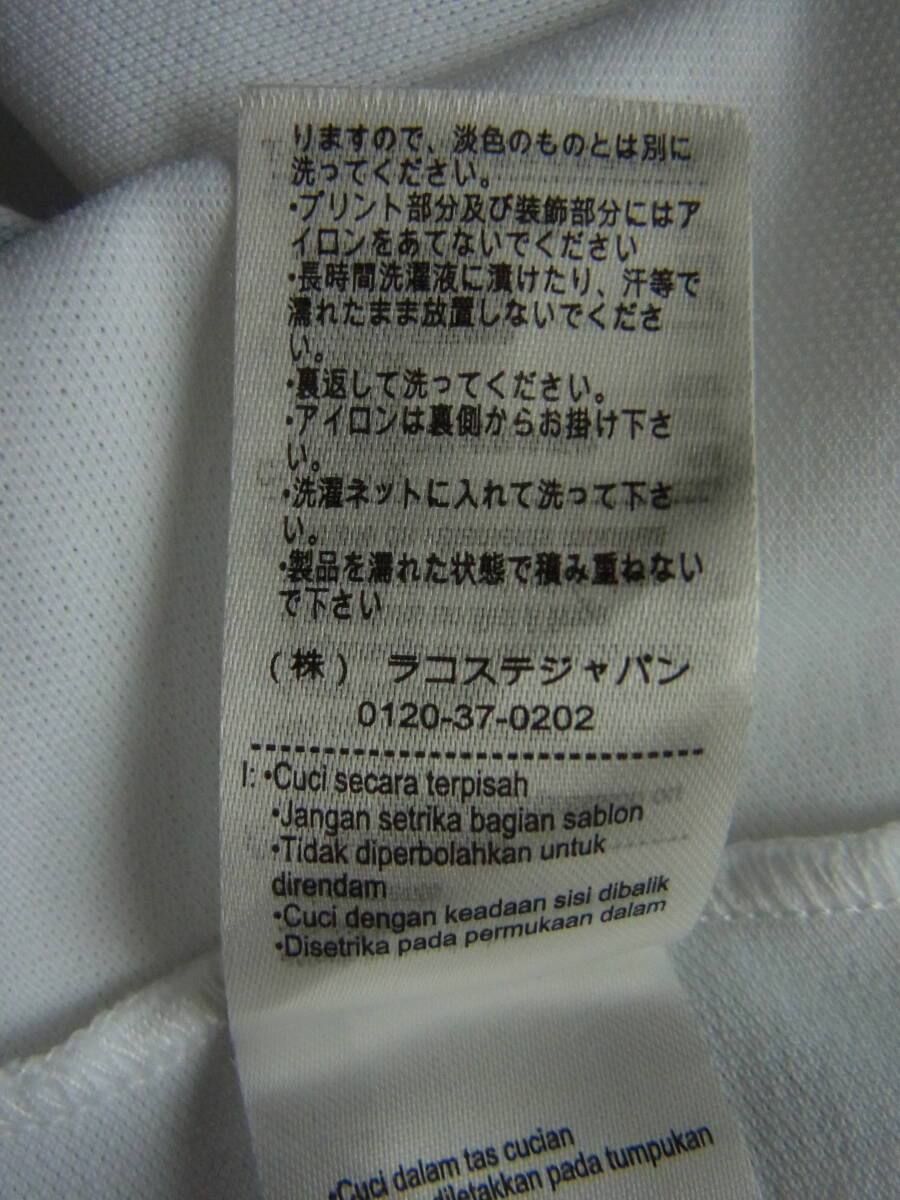 りますので、淡色のものとは別に
洗ってください。
・プリント部分及び装飾部分にはア
イロンをあてないでください
・長時間洗濯液に漬けたり、汗等で
濡れたまま放置しないでくださ
い。
・裏返して洗ってください。
・アイロンは裏側からお掛け下さ
い。
・洗濯ネットに入れて洗って下さ
い。
・製品を濡れた状態で積み重ねない
で下さい
(株) ラコステジャパン
0120-37-0202
I: •Cuci secara terpisah
•Jangan setrika bagian sablon
•Tidak diperbolahkan untuk
direndam
•Cuci dengan keadaan sisi dibalik
•Disetrika pada permukaan dalam
•Cuci dalam tas cucian
diletakkan pada tumpukan